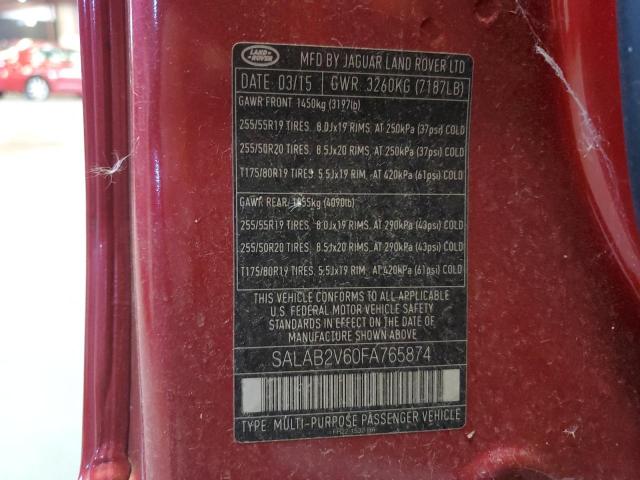 LAND ROVER
MFD BY JAGUAR LAND ROVER LTD
DATE 03/15 GWR 3260KG (7187LB)
GAWR FRONT 1450kg (3197lb)
255/55R19 TIRES, 8.0Jx19 RIMS, AT 250kPa (37psi) COLD
255/50R20 TIRES, 8.5Jx20 RIMS, AT 250kPa (37psi) COLD
T175/80R19 TIRES, 5.5Jx19 RIM, AT 420kPa (61psi) COLD
GAWR REAR 1855kg (4090lb)
255/55R19 TIRES, 8.0Jx19 RIMS, AT 290kPa (43psi) COLD
255/50R20 TIRES, 8.5Jx20 RIMS, AT 290kPa (43psi) COLD
T175/80R19 TIRES, 5.5Jx19 RIM, AT 420kPa (61psi) COLD
THIS VEHICLE CONFORMS TO ALL APPLICABLE
U.S. FEDERAL MOTOR VEHICLE SAFETY
STANDARDS IN EFFECT ON THE DATE OF
MANUFACTURE SHOWN ABOVE
SALAB2V60FA765874
TYPE: MULTI-PURPOSE PASSENGER VEHICLE